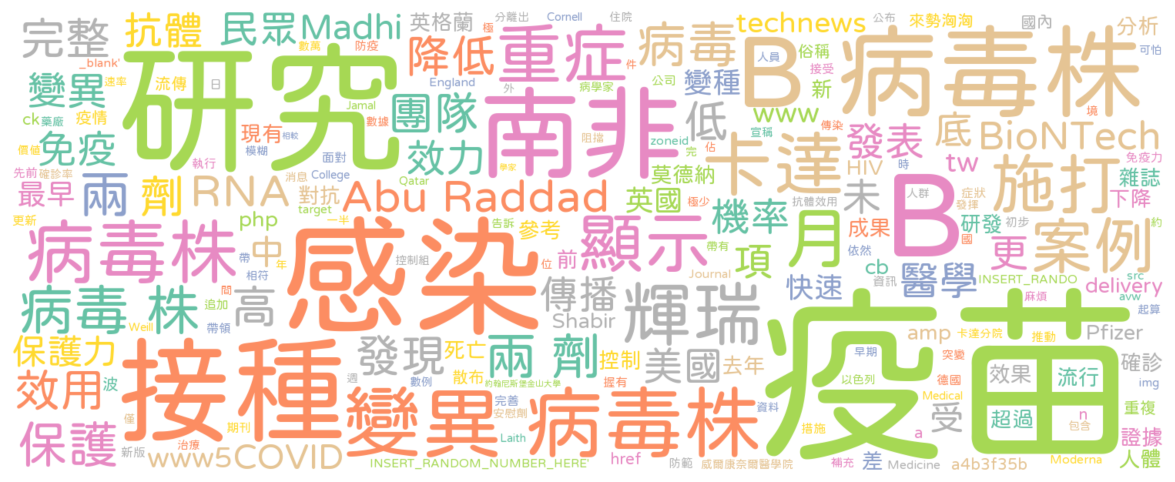 完整
抗體
民眾
Madhi
英格蘭
分離出
Cornell
住院
technews
來勢洶洶
公布
國內
分析
可怕
_blank'
數萬
防疫
極
降低
重症
件
病毒
人員
俗稱
接受
B
病毒株
變異
速率
流傳
日
研究
Jamal
England
外
病學家
公司
變種
新
ck
藥廠
疫情
團隊
數據
南非
低
www
宣稱
傳染
境
現有
相較
阻擋
zoneid
完
佔
發表
底
BioNTech
免疫
價值
模糊
效力
莫德納
卡達
HIV
tw
免疫力
雜誌
先前
確診率
執行
面對
學家
最早
兩 劑
RNA
消息
College
對抗
Qatar
Abu Raddad
英國
抗體效用
機率
未
時
人群
症狀
發揮
施打
下降
更新
target
一半
極少
成果
研發
初步
約
php
告訴
參考
顯示
帶有
月
依然
國
B
更
案例
病毒株
中
帶
年
相符
感染
控制組
位
前
項
快速
cb
資訊
醫學
INSERT_RANDO
src
delivery
麻煩
avw
起算
病毒 株
追加
間
高
傳播
Journal
輝瑞
Shabir
Weill
帶領
amp
卡達分院
推動
Pfizer
疫苗
保護力
波
接種
週
發現
死亡
兩 劑
控制
美國
去年
早期
突變
確診
效用
散布
數例
約翰尼斯堡金山大學
握有
以色列
德國
效果
流行
img
僅
期刊
完善
安射劑
變異
病毒株
資料
Medical
受
超過
n
包含
重複
保護
新版
治療
Laith
措施
a
證據
www5COVID
INSERT_RANDOM_NUMBER_HERE'
href
防範
威爾康奈爾醫學院
補充
差
Medicine
a4b3f35b
Moderna
人體